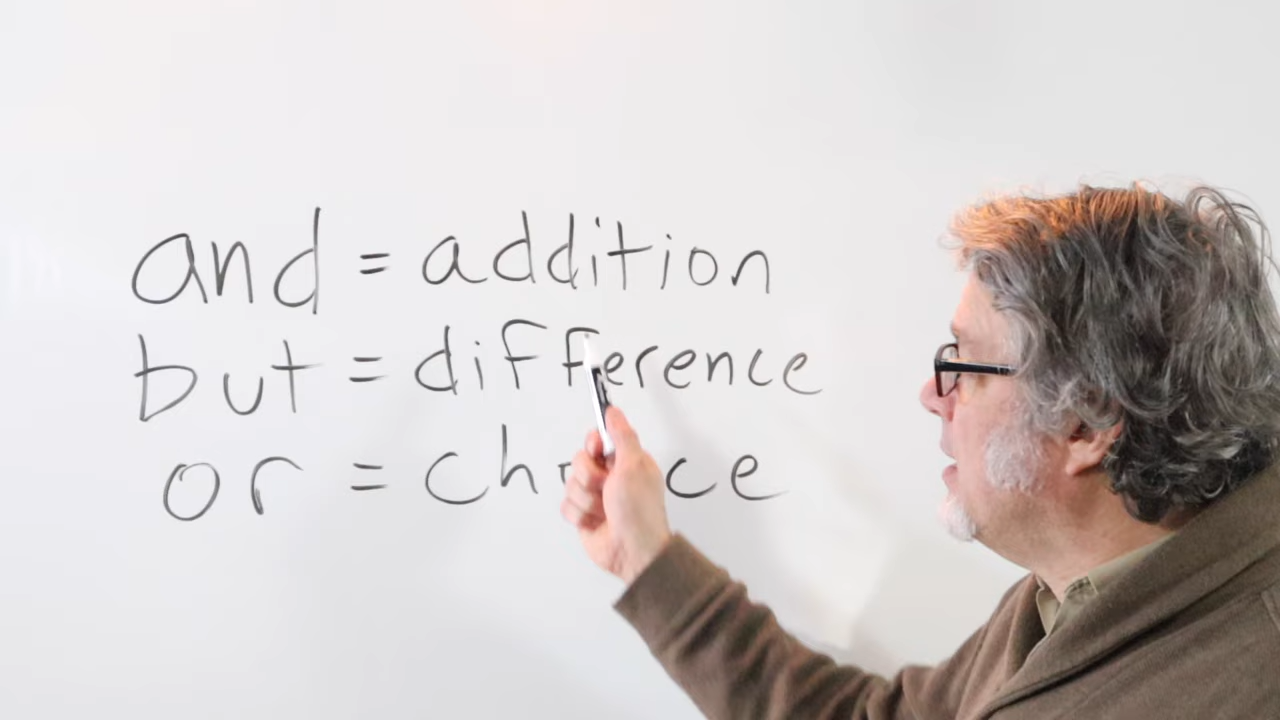 and = addition
but = difference
or = choice